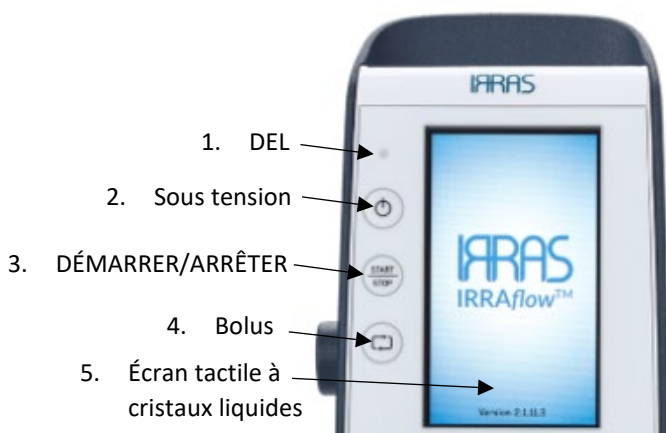 IRRAS
1. DEL
2. Sous tension
3. DÉMARRER/ARRÊTER
START
STOP
4. Bolus
5. Écran tactile à
cristaux liquides
IRRAS
IRRAflow™
Version 2.1.11.3